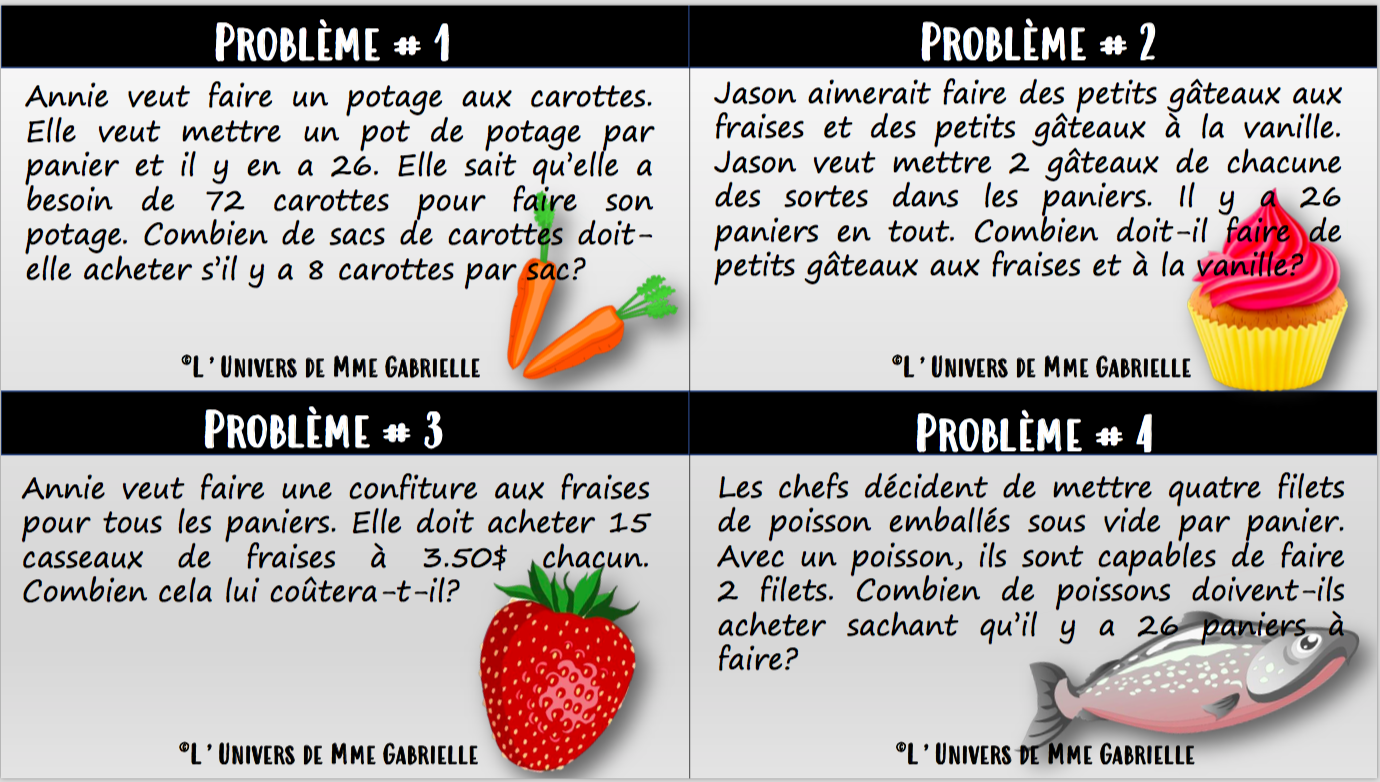 PROBLÈME # 1
Annie veut faire un potage aux carottes.
Elle veut mettre un pot de potage par
panier et il y en a 26. Elle sait qu'elle a
besoin de 72 carottes pour faire son
potage. Combien de sacs de carottes doit-
elle acheter s'il y a 8 carottes par sac?
©L'UNIVERS DE MME GABRIELLE
PROBLÈME # 2
Jason aimerait faire des petits gâteaux aux
fraises et des petits gâteaux à la vanille.
Jason veut mettre 2 gâteaux de chacune
des sortes dans les paniers. Il y a 26
paniers en tout. Combien doit-il faire de
petits gâteaux aux fraises et à la vanille?
©L'UNIVERS DE MME GABRIELLE
PROBLÈME # 3
Annie veut faire une confiture aux fraises
pour tous les paniers. Elle doit acheter 15
casseaux de fraises à 3.50$ chacun.
Combien cela lui coûtera-t-il?
©L'UNIVERS DE MME GABRIELLE
PROBLÈME # 4
Les chefs décident de mettre quatre filets
de poisson emballés sous vide par panier.
Avec un poisson, ils sont capables de faire
2 filets. Combien de poissons doivent-ils
acheter sachant qu'il y a 26 paniers à
faire?
©L'UNIVERS DE MME GABRIELLE